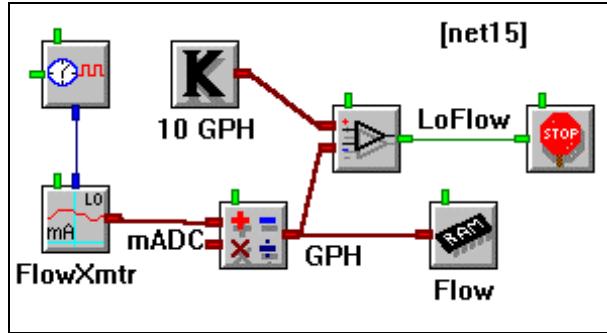 [net15]
K
10 GPH
LoFlow
STOP
LO
mA
mADC
GPH
RAM
FlowXmtr
Flow